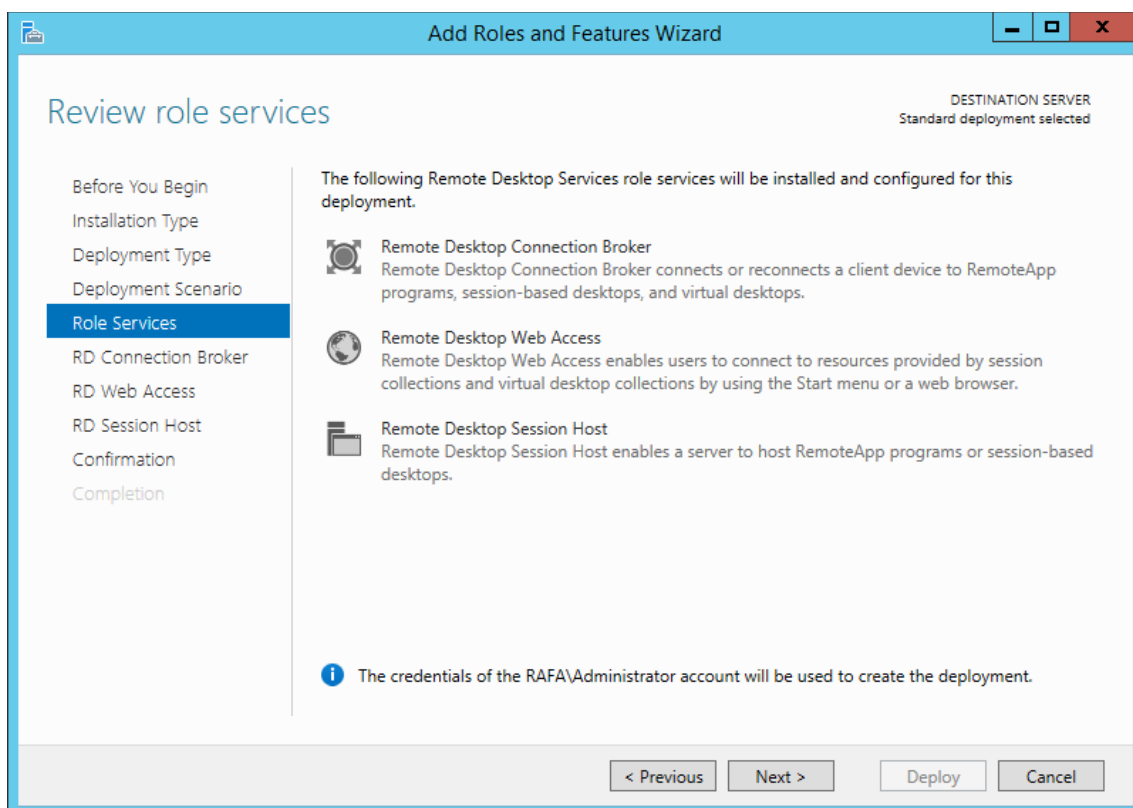 Add Roles and Features Wizard
Review role services
DESTINATION SERVER
Standard deployment selected
Before You Begin
Installation Type
Deployment Type
Deployment Scenario
Role Services
RD Connection Broker
RD Web Access
RD Session Host
Confirmation
Completion
The following Remote Desktop Services role services will be installed and configured for this
deployment.
Remote Desktop Connection Broker
Remote Desktop Connection Broker connects or reconnects a client device to RemoteApp
programs, session-based desktops, and virtual desktops.
Remote Desktop Web Access
Remote Desktop Web Access enables users to connect to resources provided by session
collections and virtual desktop collections by using the Start menu or a web browser.
Remote Desktop Session Host
Remote Desktop Session Host enables a server to host RemoteApp programs or session-based
desktops.
The credentials of the RAFA\Administrator account will be used to create the deployment.
< Previous
Next >
Deploy
Cancel